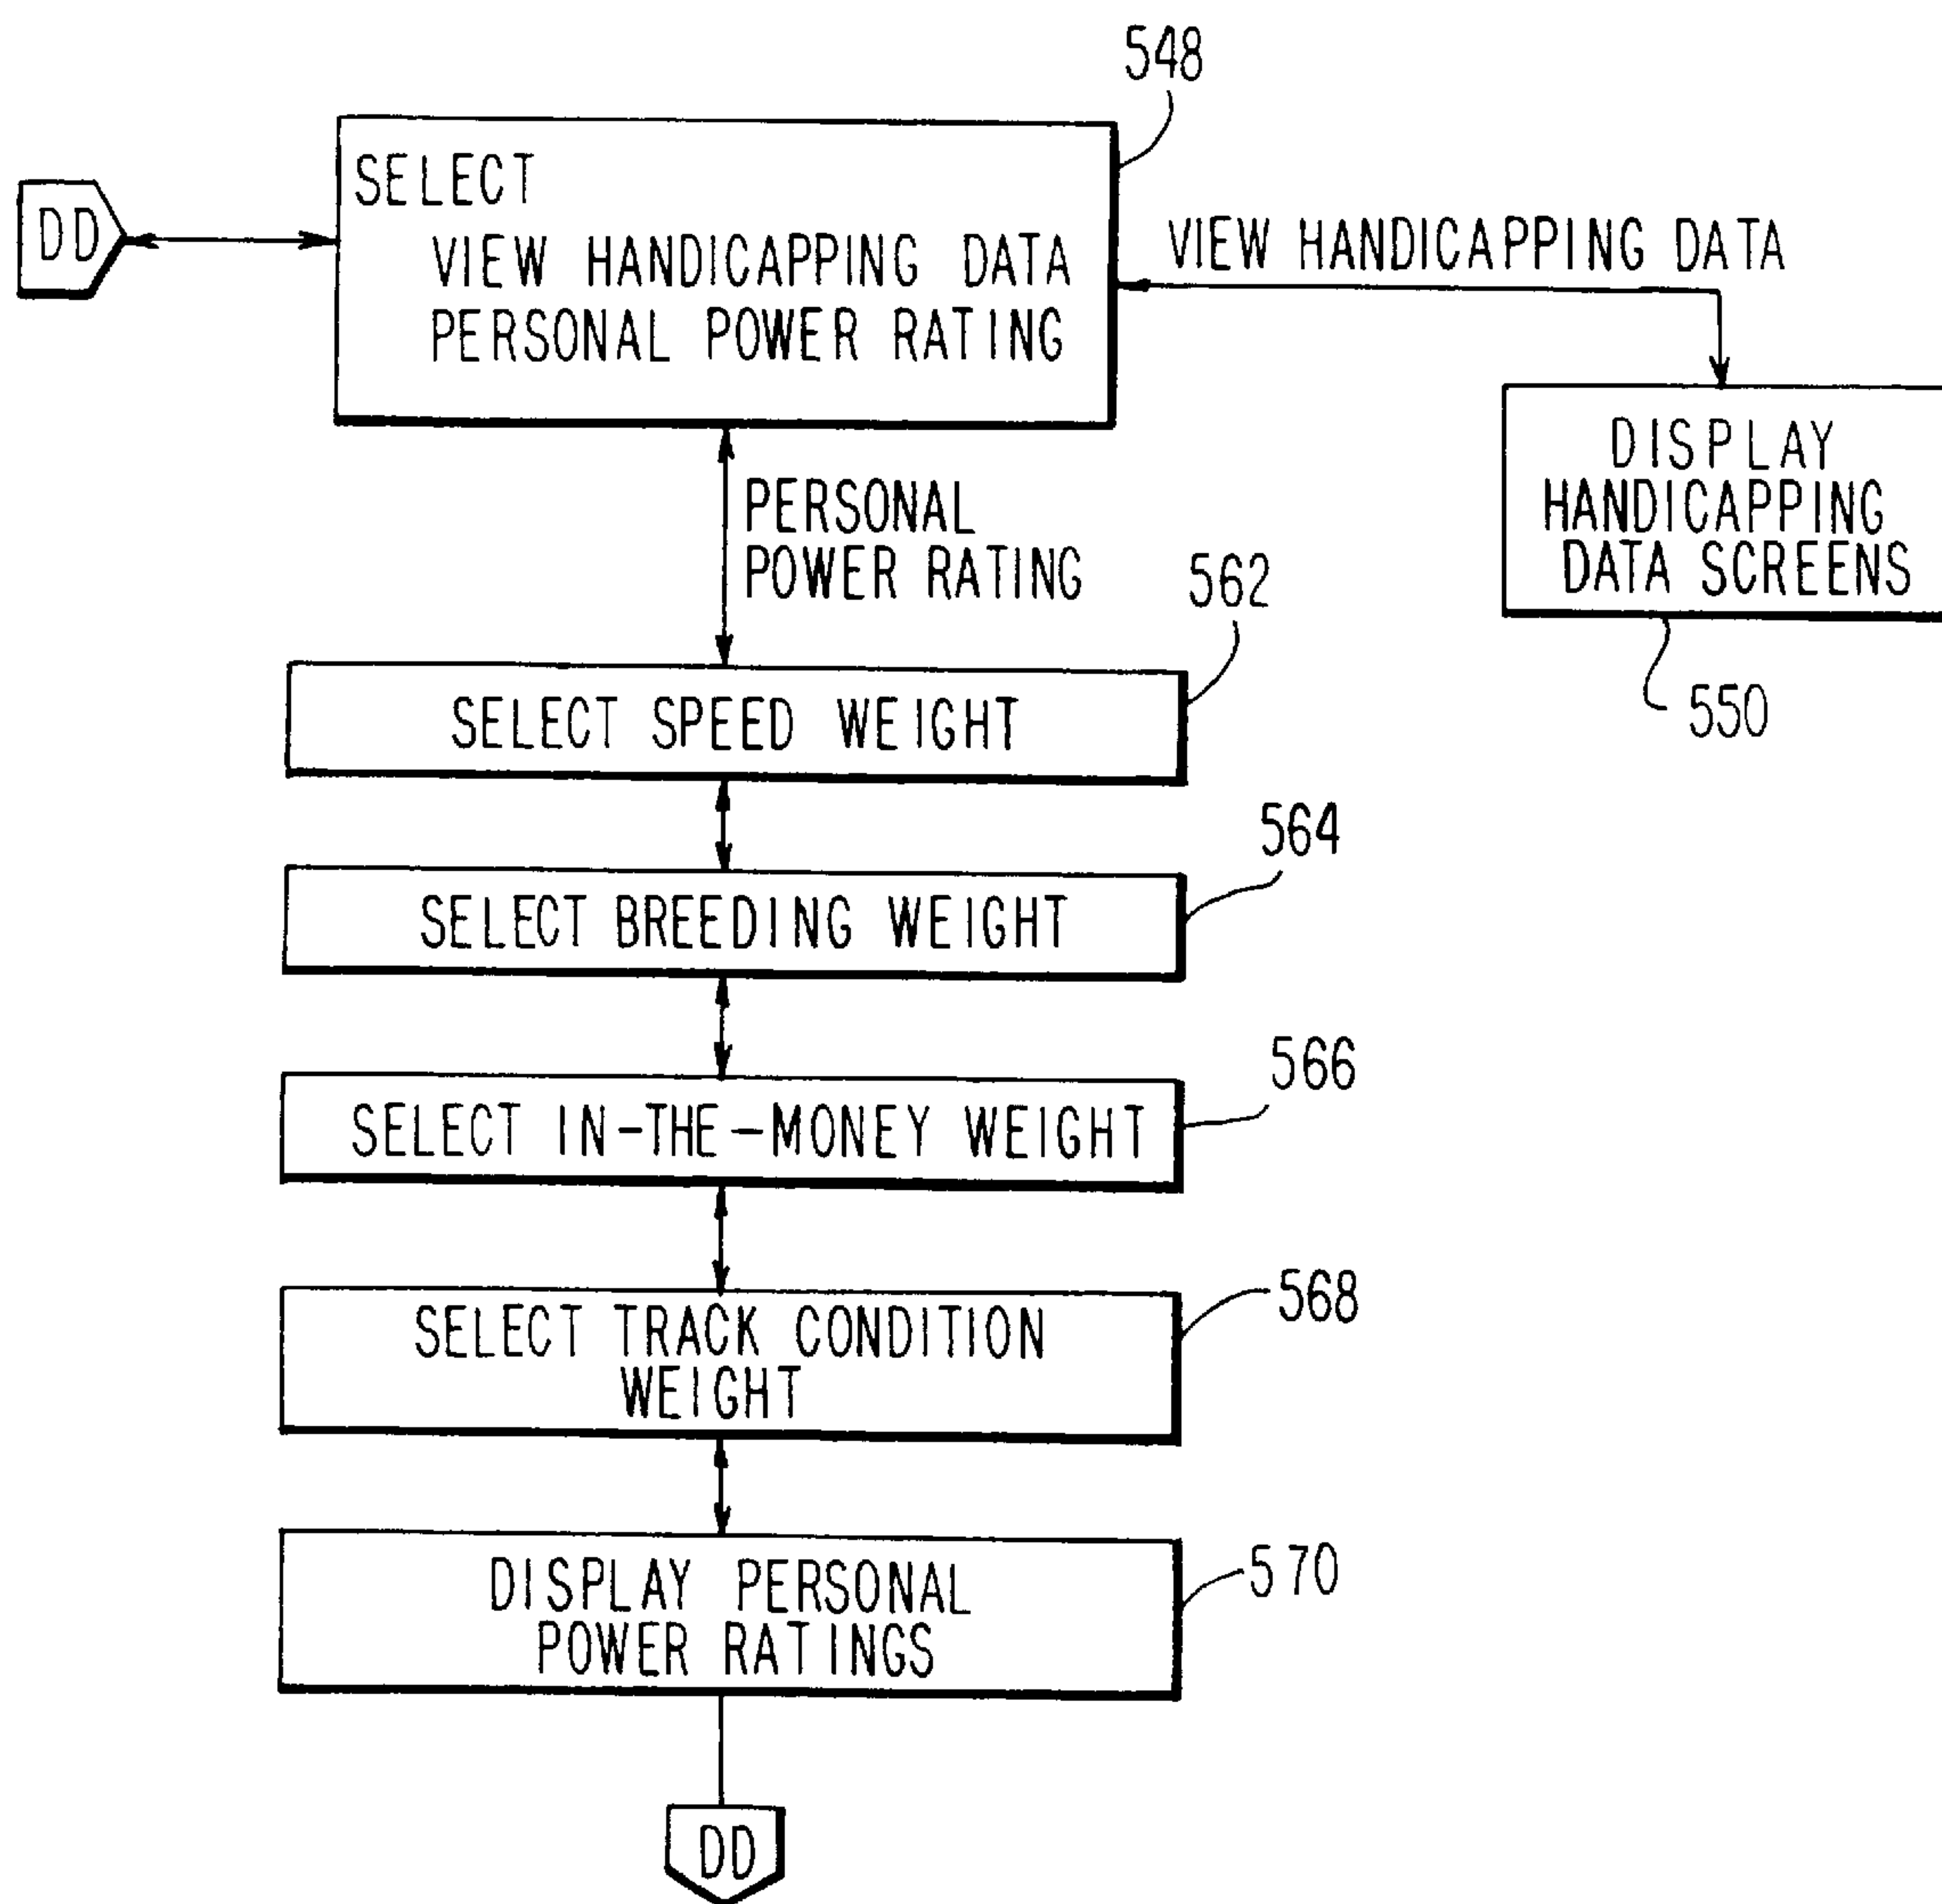 548
SELECT
DD
VIEW HANDICAPPING DATA
PERSONAL POWER RATING
VIEW HANDICAPPING DATA
DISPLAY
HANDICAPPING
DATA SCREENS
550
PERSONAL
POWER RATING
562
SELECT SPEED WEIGHT
564
SELECT BREEDING WEIGHT
566
SELECT IN-THE-MONEY WEIGHT
568
SELECT TRACK CONDITION
WEIGHT
570
DISPLAY PERSONAL
POWER RATINGS
DD